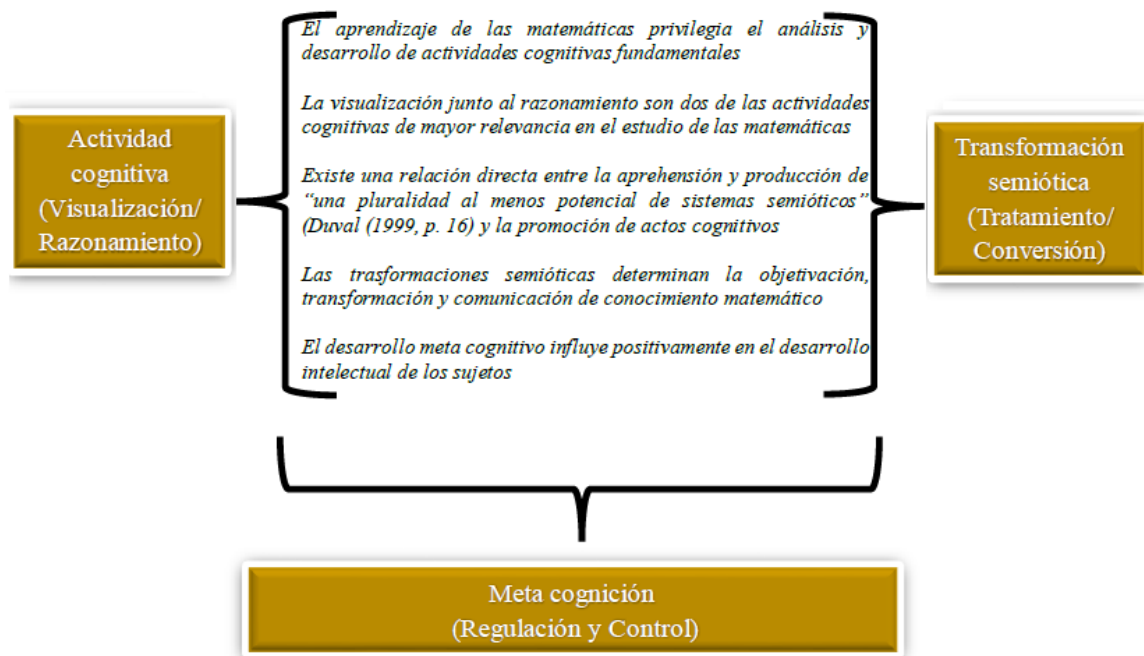 El aprendizaje de las matemáticas privilegia el análisis y
desarrollo de actividades cognitivas fundamentales
La visualización junto al razonamiento son dos de las actividades
cognitivas de mayor relevancia en el estudio de las matemáticas
Existe una relación directa entre la aprehensión y producción de
“una pluralidad al menos potencial de sistemas semióticos”
(Duval (1999, p. 16) y la promoción de actos cognitivos
Las trasformaciones semióticas determinan la objetivación,
transformación y comunicación de conocimiento matemático
El desarrollo meta cognitivo influye positivamente en el desarrollo
intelectual de los sujetos
Actividad
cognitiva
(Visualización/
Razonamiento)
Transformación
semiótica
(Tratamiento/
Conversión)
Meta cognición
(Regulación y Control)